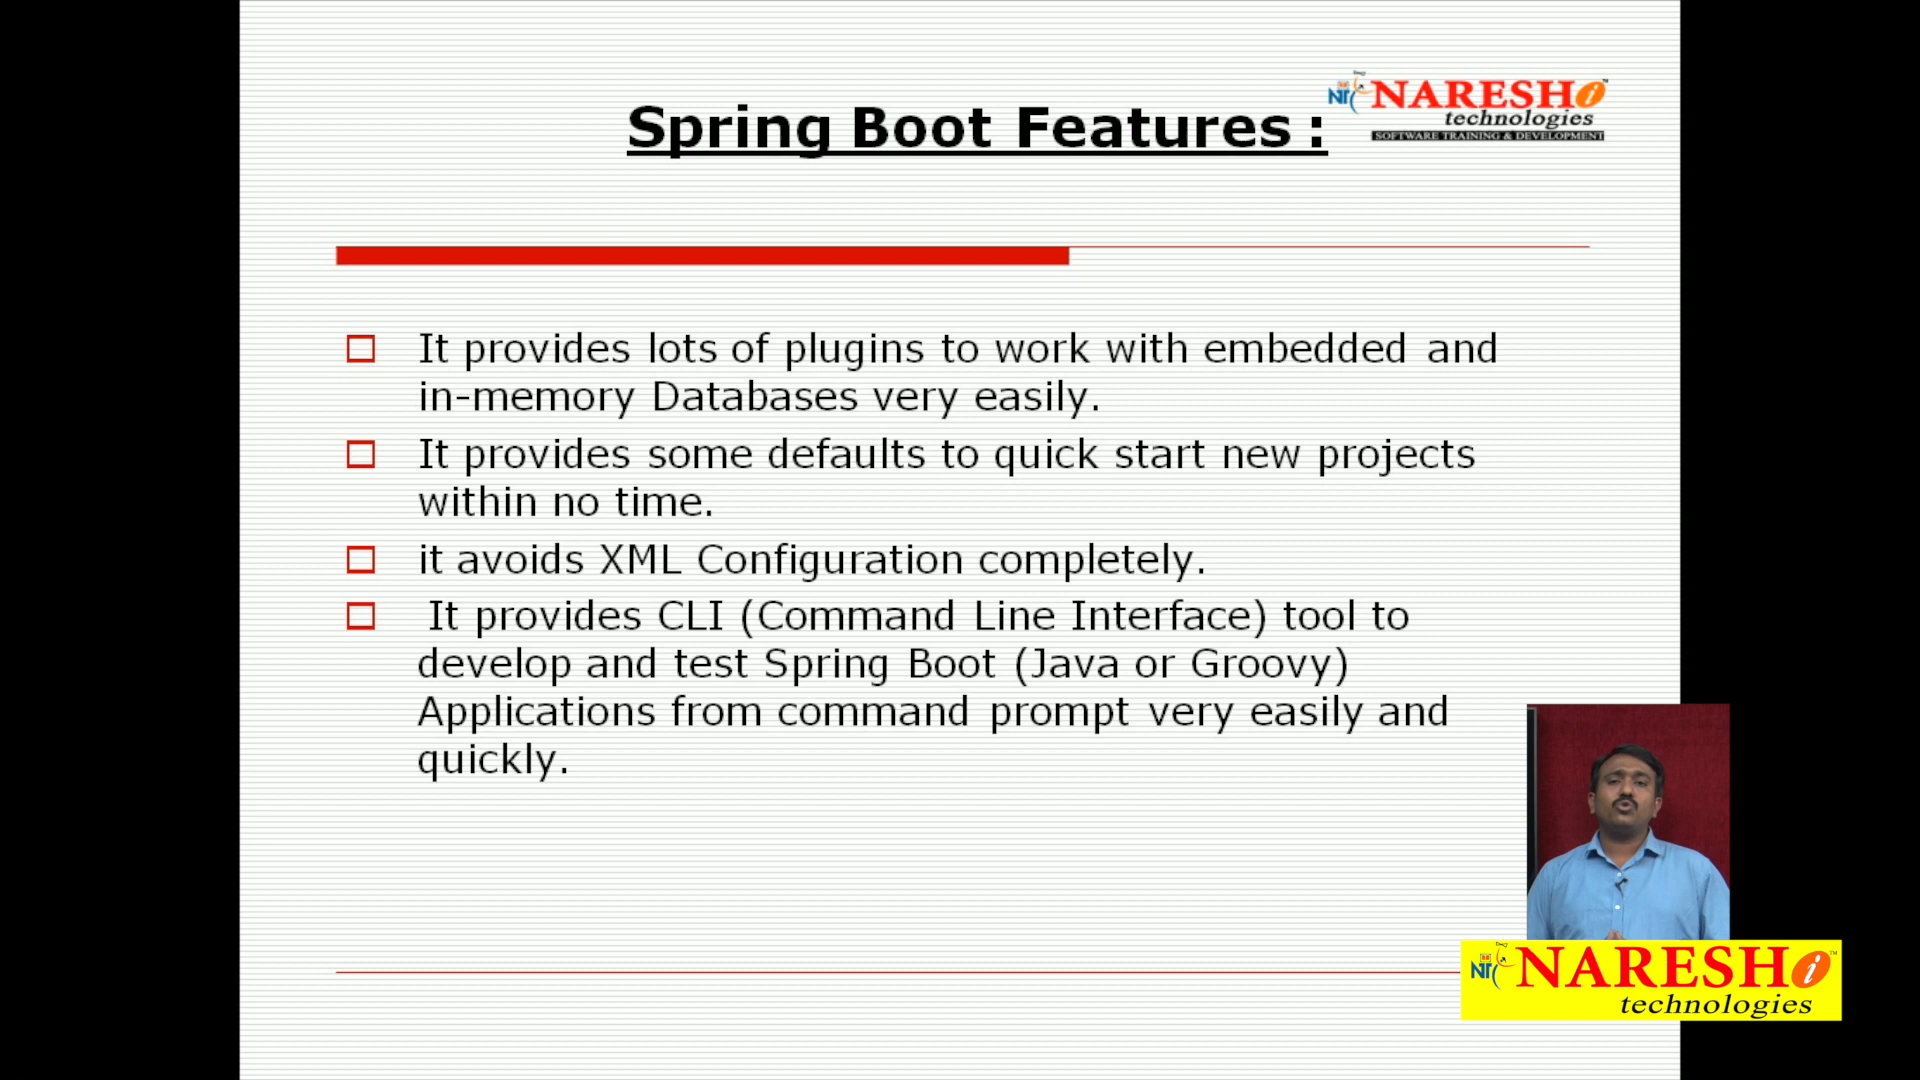 Spring Boot Features :
NT NARESH i
technologies
SOFTWARE TRAINING & DEVELOPMENT
It provides lots of plugins to work with embedded and
in-memory Databases very easily.
It provides some defaults to quick start new projects
within no time.
it avoids XML Configuration completely.
It provides CLI (Command Line Interface) tool to
develop and test Spring Boot (Java or Groovy)
Applications from command prompt very easily and
quickly.
NT NARESH i
technologies